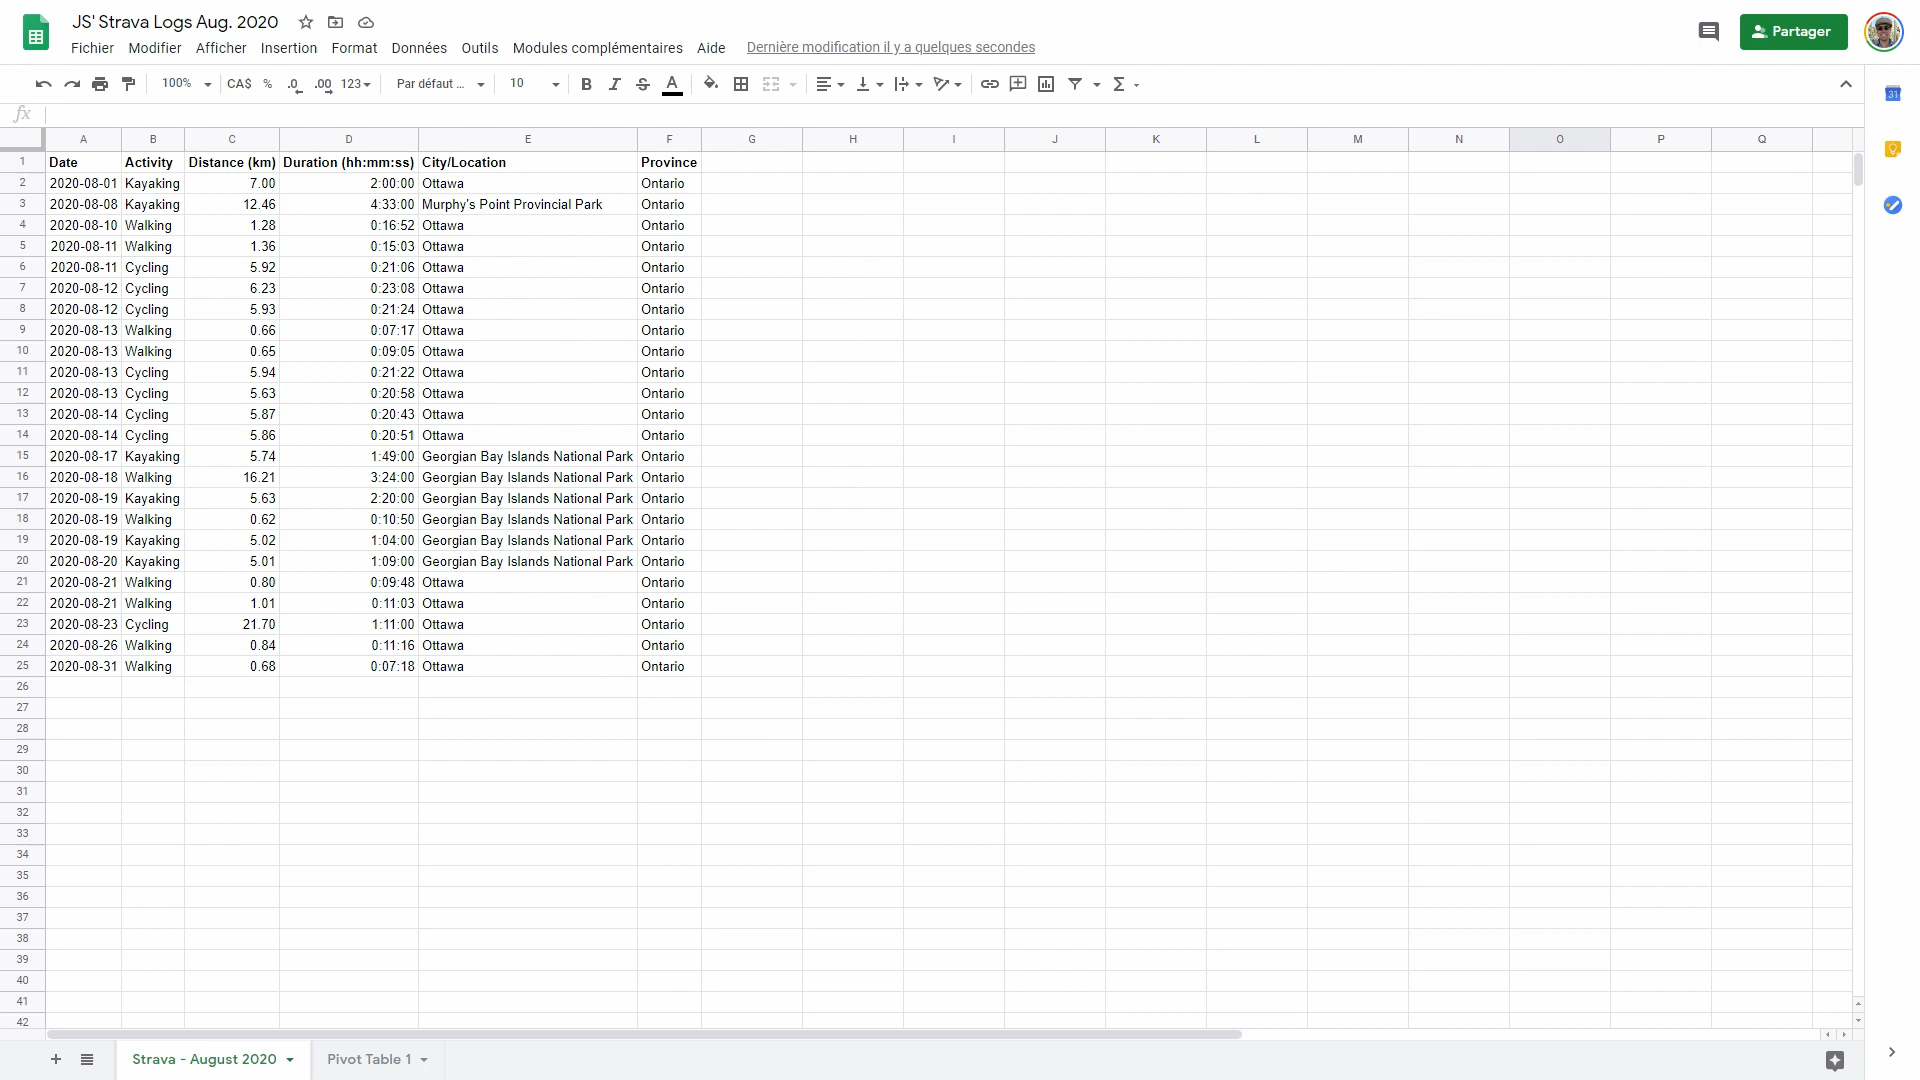 JS' Strava Logs Aug. 2020
Fichier Modifier Afficher Insertion Format Données Outils Modules complémentaires Aide Dernière modification il y a quelques secondes
Partager
100% CA$ % .0 .00 123 Par défaut ... 10 B I S A Σ
31
fx
A B C D E F G H I J K L M N O P Q
1 Date Activity Distance (km) Duration (hh:mm:ss) City/Location Province
2 2020-08-01 Kayaking 7.00 2:00:00 Ottawa Ontario
3 2020-08-08 Kayaking 12.46 4:33:00 Murphy's Point Provincial Park Ontario
4 2020-08-10 Walking 1.28 0:16:52 Ottawa Ontario
5 2020-08-11 Walking 1.36 0:15:03 Ottawa Ontario
6 2020-08-11 Cycling 5.92 0:21:06 Ottawa Ontario
7 2020-08-12 Cycling 6.23 0:23:08 Ottawa Ontario
8 2020-08-12 Cycling 5.93 0:21:24 Ottawa Ontario
9 2020-08-13 Walking 0.66 0:07:17 Ottawa Ontario
10 2020-08-13 Walking 0.65 0:09:05 Ottawa Ontario
11 2020-08-13 Cycling 5.94 0:21:22 Ottawa Ontario
12 2020-08-13 Cycling 5.63 0:20:58 Ottawa Ontario
13 2020-08-14 Cycling 5.87 0:20:43 Ottawa Ontario
14 2020-08-14 Cycling 5.86 0:20:51 Ottawa Ontario
15 2020-08-17 Kayaking 5.74 1:49:00 Georgian Bay Islands National Park Ontario
16 2020-08-18 Walking 16.21 3:24:00 Georgian Bay Islands National Park Ontario
17 2020-08-19 Kayaking 5.63 2:20:00 Georgian Bay Islands National Park Ontario
18 2020-08-19 Walking 0.62 0:10:50 Georgian Bay Islands National Park Ontario
19 2020-08-19 Kayaking 5.02 1:04:00 Georgian Bay Islands National Park Ontario
20 2020-08-20 Kayaking 5.01 1:09:00 Georgian Bay Islands National Park Ontario
21 2020-08-21 Walking 0.80 0:09:48 Ottawa Ontario
22 2020-08-21 Walking 1.01 0:11:03 Ottawa Ontario
23 2020-08-23 Cycling 21.70 1:11:00 Ottawa Ontario
24 2020-08-26 Walking 0.84 0:11:16 Ottawa Ontario
25 2020-08-31 Walking 0.68 0:07:18 Ottawa Ontario
26
27
28
29
30
31
32
33
34
35
36
37
38
39
40
41
42
Strava - August 2020 Pivot Table 1